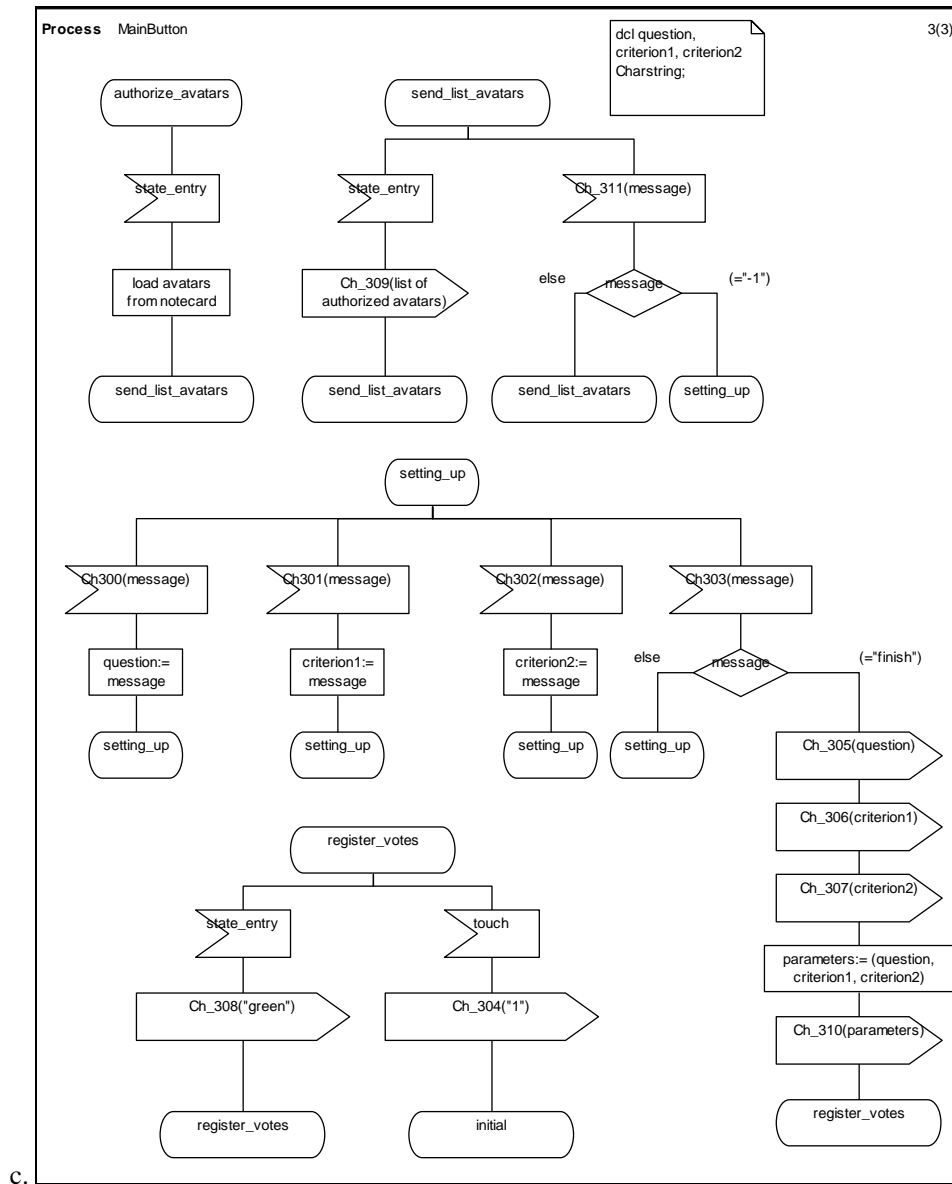 Process MainButton
3(3)
dcl question,
criterion1, criterion2
Charstring;
authorize_avatars
send_list_avatars
state_entry
state_entry
Ch_311(message)
load avatars
from notecard
Ch_309(list of
authorized avatars)
else
message
(="-1")
send_list_avatars
send_list_avatars
send_list_avatars
setting_up
setting_up
Ch300(message)
Ch301(message)
Ch302(message)
Ch303(message)
question:=
message
criterion1:=
message
criterion2:=
message
else
message
(="finish")
setting_up
setting_up
setting_up
setting_up
Ch_305(question)
Ch_306(criterion1)
register_votes
Ch_307(criterion2)
state_entry
touch
parameters:= (question,
criterion1, criterion2)
Ch_308("green")
Ch_304("1")
Ch_310(parameters)
register_votes
initial
register_votes
c.